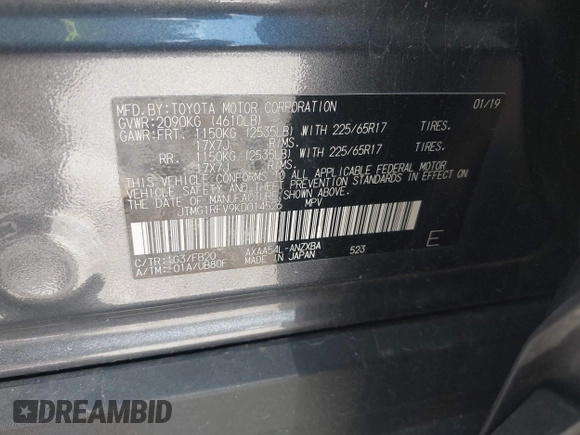 MFD.BY:TOYOTA MOTOR CORPORATION 01/19
GVWR:2090KG (4610LB)
GAWR:FRT. 1150KG (2535LB) WITH 225/65R17 TIRES.
17X7J RIMS.
RR. 1150KG (2535LB) WITH 225/65R17 TIRES.
17X7J RIMS.
THIS VEHICLE CONFORMS TO ALL APPLICABLE FEDERAL MOTOR
VEHICLE SAFETY AND THEFT PREVENTION STANDARDS IN EFFECT ON
THE DATE OF MANUFACTURE SHOWN ABOVE.
MPV
C/TR:1G3/FB20 AXAA54L-ANZXBA 523 E
A/TM:-01A/UB80F MADE IN JAPAN
DREAMBID